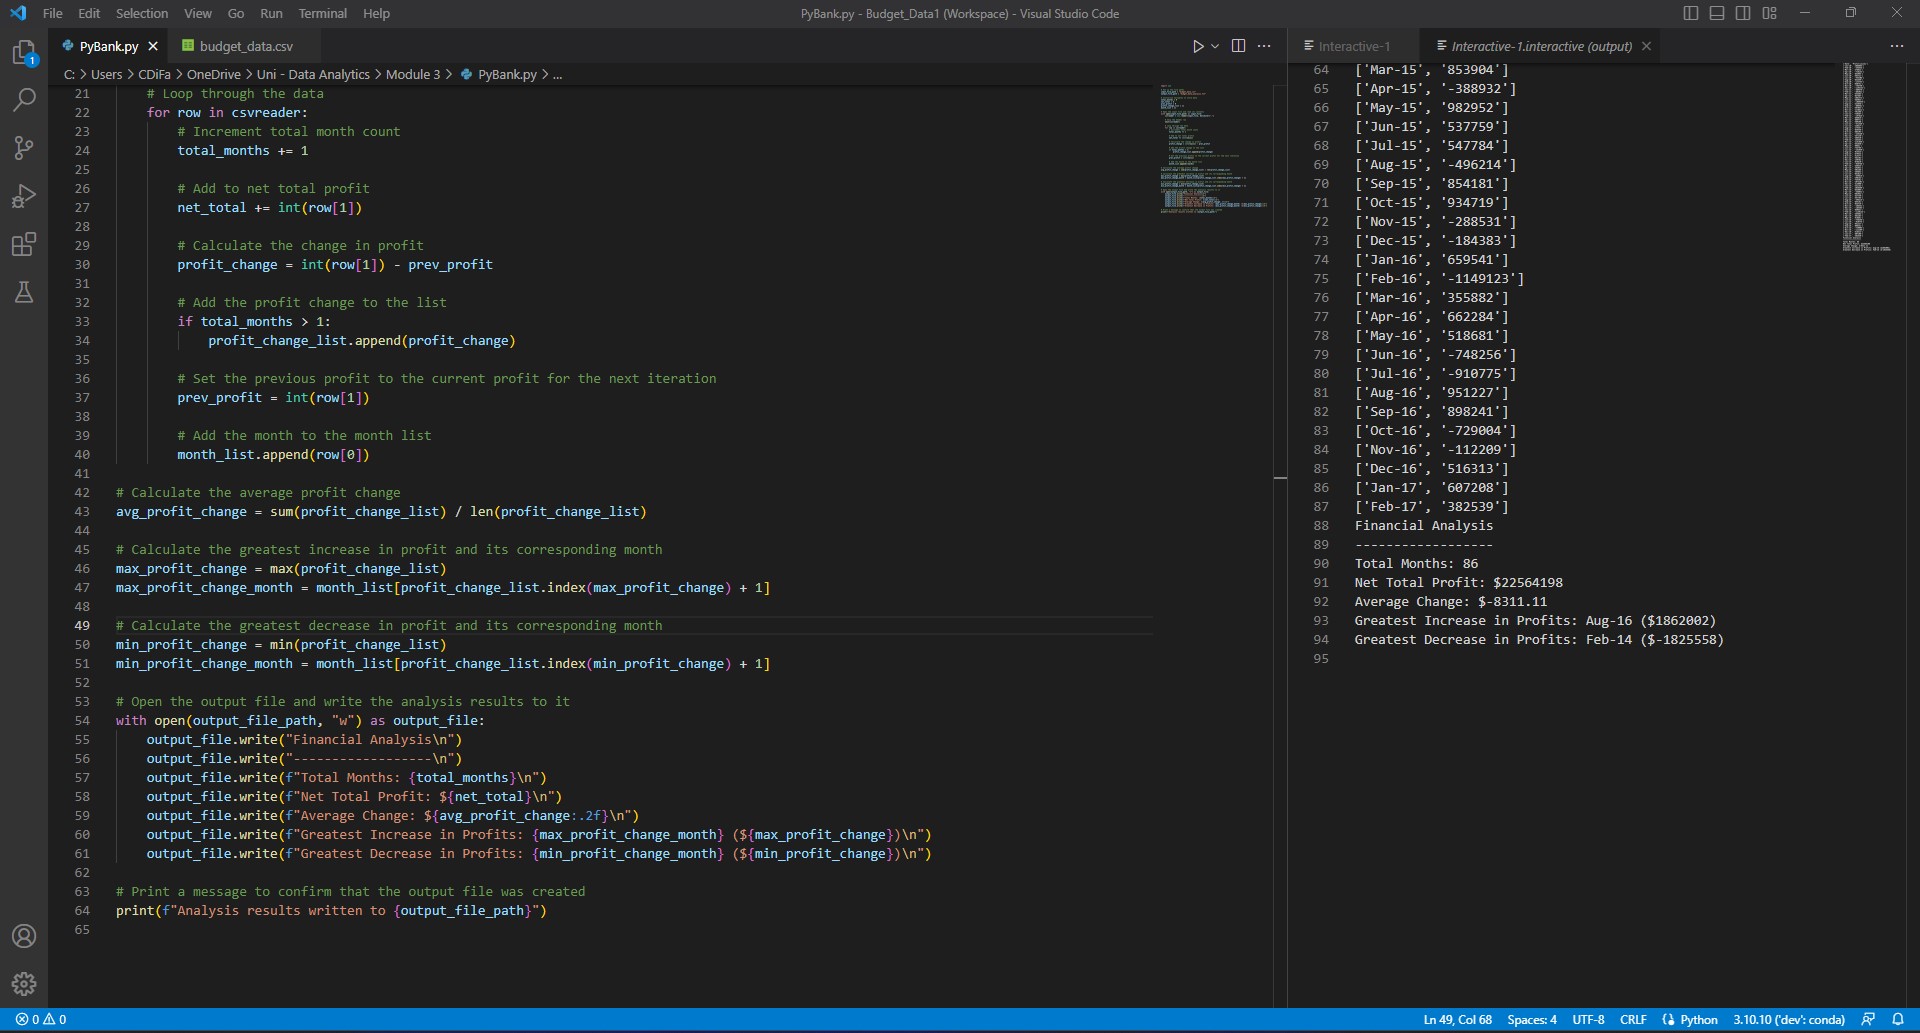 File Edit Selection View Go Run Terminal Help
PyBank.py - Budget_Data1 (Workspace) - Visual Studio Code
PyBank.py
budget_data.csv
C: > Users > CDiFa > OneDrive > Uni - Data Analytics > Module 3 > PyBank.py > ...
21 # Loop through the data
22 for row in csvreader:
23 # Increment total month count
24 total_months += 1
25
26 # Add to net total profit
27 net_total += int(row[1])
28
29 # Calculate the change in profit
30 profit_change = int(row[1]) - prev_profit
31
32 # Add the profit change to the list
33 if total_months > 1:
34 profit_change_list.append(profit_change)
35
36 # Set the previous profit to the current profit for the next iteration
37 prev_profit = int(row[1])
38
39 # Add the month to the month list
40 month_list.append(row[0])
41
42 # Calculate the average profit change
43 avg_profit_change = sum(profit_change_list) / len(profit_change_list)
44
45 # Calculate the greatest increase in profit and its corresponding month
46 max_profit_change = max(profit_change_list)
47 max_profit_change_month = month_list[profit_change_list.index(max_profit_change) + 1]
48
49 # Calculate the greatest decrease in profit and its corresponding month
50 min_profit_change = min(profit_change_list)
51 min_profit_change_month = month_list[profit_change_list.index(min_profit_change) + 1]
52
53 # Open the output file and write the analysis results to it
54 with open(output_file_path, "w") as output_file:
55 output_file.write("Financial Analysis\n")
56 output_file.write("------------------\n")
57 output_file.write(f"Total Months: {total_months}\n")
58 output_file.write(f"Net Total Profit: ${net_total}\n")
59 output_file.write(f"Average Change: ${avg_profit_change:.2f}\n")
60 output_file.write(f"Greatest Increase in Profits: {max_profit_change_month} (${max_profit_change})\n")
61 output_file.write(f"Greatest Decrease in Profits: {min_profit_change_month} (${min_profit_change})\n")
62
63 # Print a message to confirm that the output file was created
64 print(f"Analysis results written to {output_file_path}")
65
Interactive-1
Interactive-1.interactive (output)
64 ['Mar-15', '853904']
65 ['Apr-15', '-388932']
66 ['May-15', '982952']
67 ['Jun-15', '537759']
68 ['Jul-15', '547784']
69 ['Aug-15', '-496214']
70 ['Sep-15', '854181']
71 ['Oct-15', '934719']
72 ['Nov-15', '-288531']
73 ['Dec-15', '-184383']
74 ['Jan-16', '659541']
75 ['Feb-16', '-1149123']
76 ['Mar-16', '355882']
77 ['Apr-16', '662284']
78 ['May-16', '518681']
79 ['Jun-16', '-748256']
80 ['Jul-16', '-910775']
81 ['Aug-16', '951227']
82 ['Sep-16', '898241']
83 ['Oct-16', '-729004']
84 ['Nov-16', '-112209']
85 ['Dec-16', '516313']
86 ['Jan-17', '607208']
87 ['Feb-17', '382539']
88 Financial Analysis
89 ------------------
90 Total Months: 86
91 Net Total Profit: $22564198
92 Average Change: $-8311.11
93 Greatest Increase in Profits: Aug-16 ($1862002)
94 Greatest Decrease in Profits: Feb-14 ($-1825558)
95
1
0 0
Ln 49, Col 68 Spaces: 4 UTF-8 CRLF Python 3.10.10 ('dev': conda)